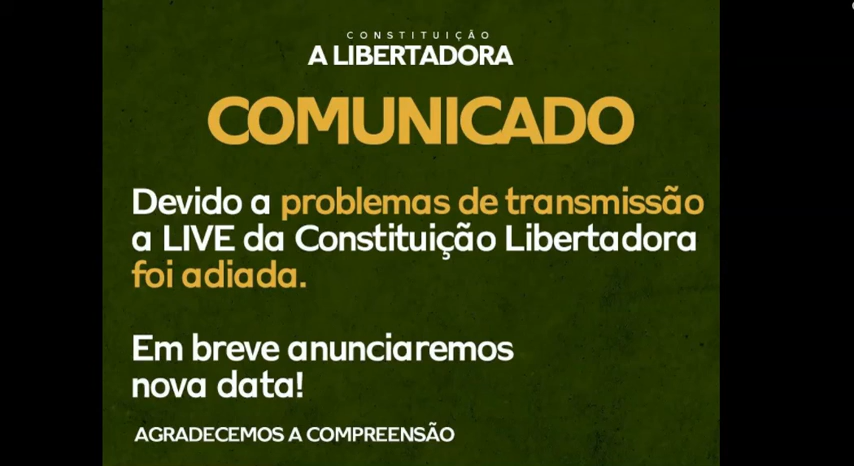 CONSTITUIÇÃO
A LIBERTADORA
COMUNICADO
Devido a problemas de transmissão
a LIVE da Constituição Libertadora
foi adiada.
Em breve anunciaremos
nova data!
AGRADECEMOS A COMPREENSÃO